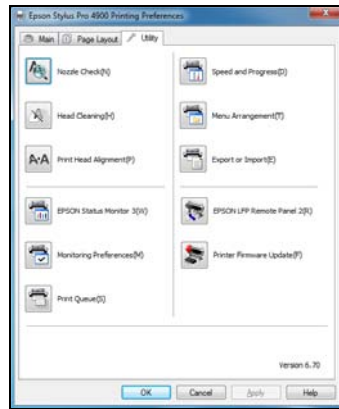 Epson Stylus Pro 4900 Printing Preferences
Main
Page Layout
Utility
Nozzle Check(N)
Speed and Progress(D)
Head Cleaning(H)
Menu Arrangement(T)
Print Head Alignment(P)
Export or Import(E)
EPSON Status Monitor 3(W)
EPSON LFP Remote Panel 2(R)
Monitoring Preferences(M)
Printer Firmware Update(F)
Print Queue(S)
Version 6.70
OK
Cancel
Apply
Help